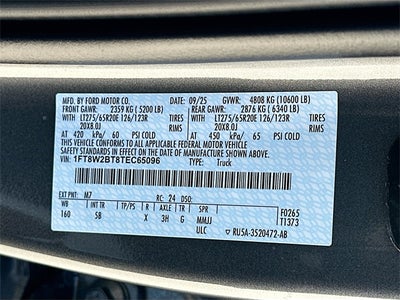 MFD. BY FORD MOTOR CO. DATE: 09/25 GVWR: 4808 KG (10600 LB)
FRONT GAWR: 2359 KG (5200 LB) REAR GAWR: 2876 KG (6340 LB)
LT275/65R20E 126/123R TIRES LT275/65R20E 126/123R TIRES
20X8.0J RIMS 20X8.0J RIMS
AT 420 kPa/ 60 PSI COLD AT 450 kPa/ 65 PSI COLD
THIS VEHICLE CONFORMS TO ALL APPLICABLE FEDERAL MOTOR VEHICLE
SAFETY STANDARDS IN EFFECT ON THE DATE OF MANUFACTURE SHOWN ABOVE.
VIN: 1FT8W2BT8TEC65096 TYPE: Truck
EXT PNT: M7 RC: 24 DSO: F0265
WB INT TR TP/PS R AXLE TR SPR T1373
160 SB X 3H G MMJJ
ULC RU5A-3520472-AB